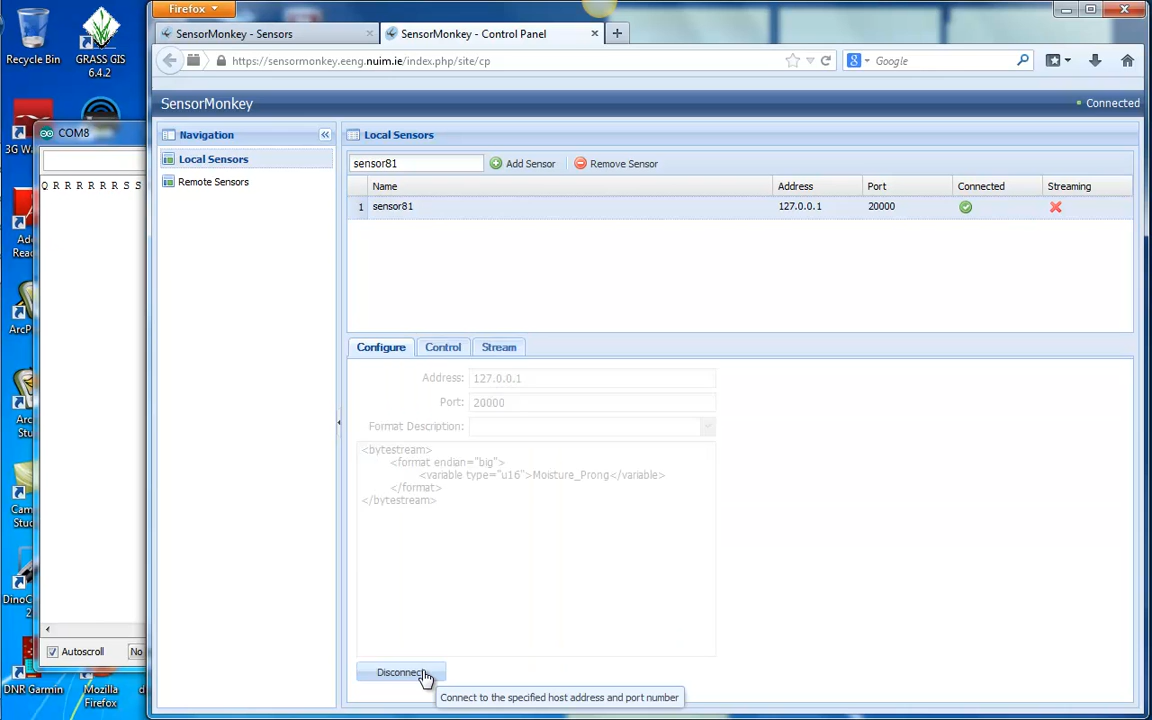 Firefox
Recycle Bin
GRASS GIS
6.4.2
SensorMonkey - Sensors
SensorMonkey - Control Panel
https://sensormonkey.eeng.nuim.ie/index.php/site/cp
Google
SensorMonkey
Connected
COM8
Q R R R R R R S S
Navigation
Local Sensors
Remote Sensors
Local Sensors
sensor81
Add Sensor
Remove Sensor
Name
Address
Port
Connected
Streaming
1
sensor81
127.0.0.1
20000
Configure
Control
Stream
Address:
127.0.0.1
Port:
20000
Format Description:
<bytestream>
<format endian="big">
<variable type="u16">Moisture_Prong</variable>
</format>
</bytestream>
Disconnect
Connect to the specified host address and port number
Autoscroll
No
DNR Garmin
Mozilla
Firefox